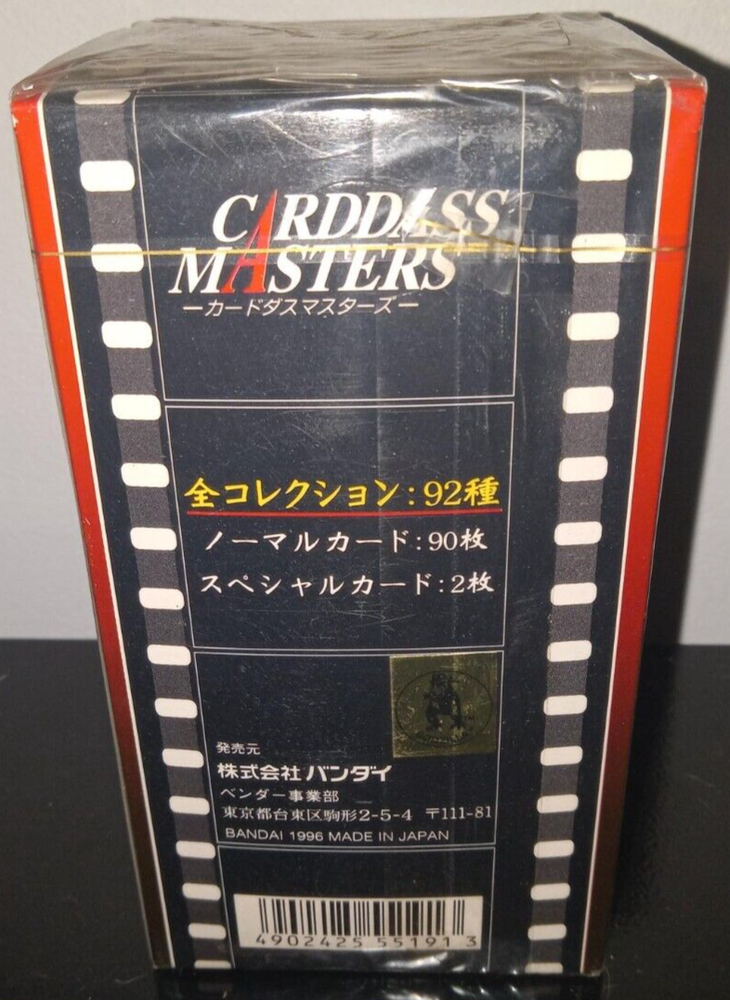 CARDDASS
MASTERS
ーカードダスマスターズー
全コレクション:92種
ノーマルカード:90枚
スペシャルカード:2枚
発売元
株式会社バンダイ
ベンダー事業部
東京都台東区駒形2-5-4 〒111-81
BANDAI 1996 MADE IN JAPAN
4902425 551913